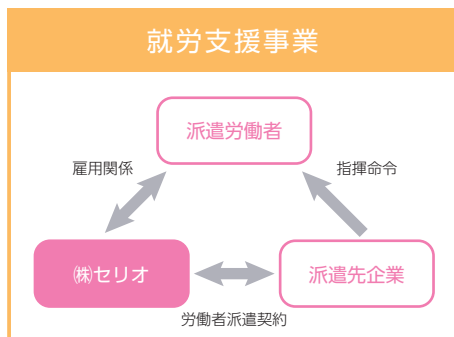 就労支援事業
派遣労働者
雇用関係
指揮命令
㈱セリオ
派遣先企業
労働者派遣契約